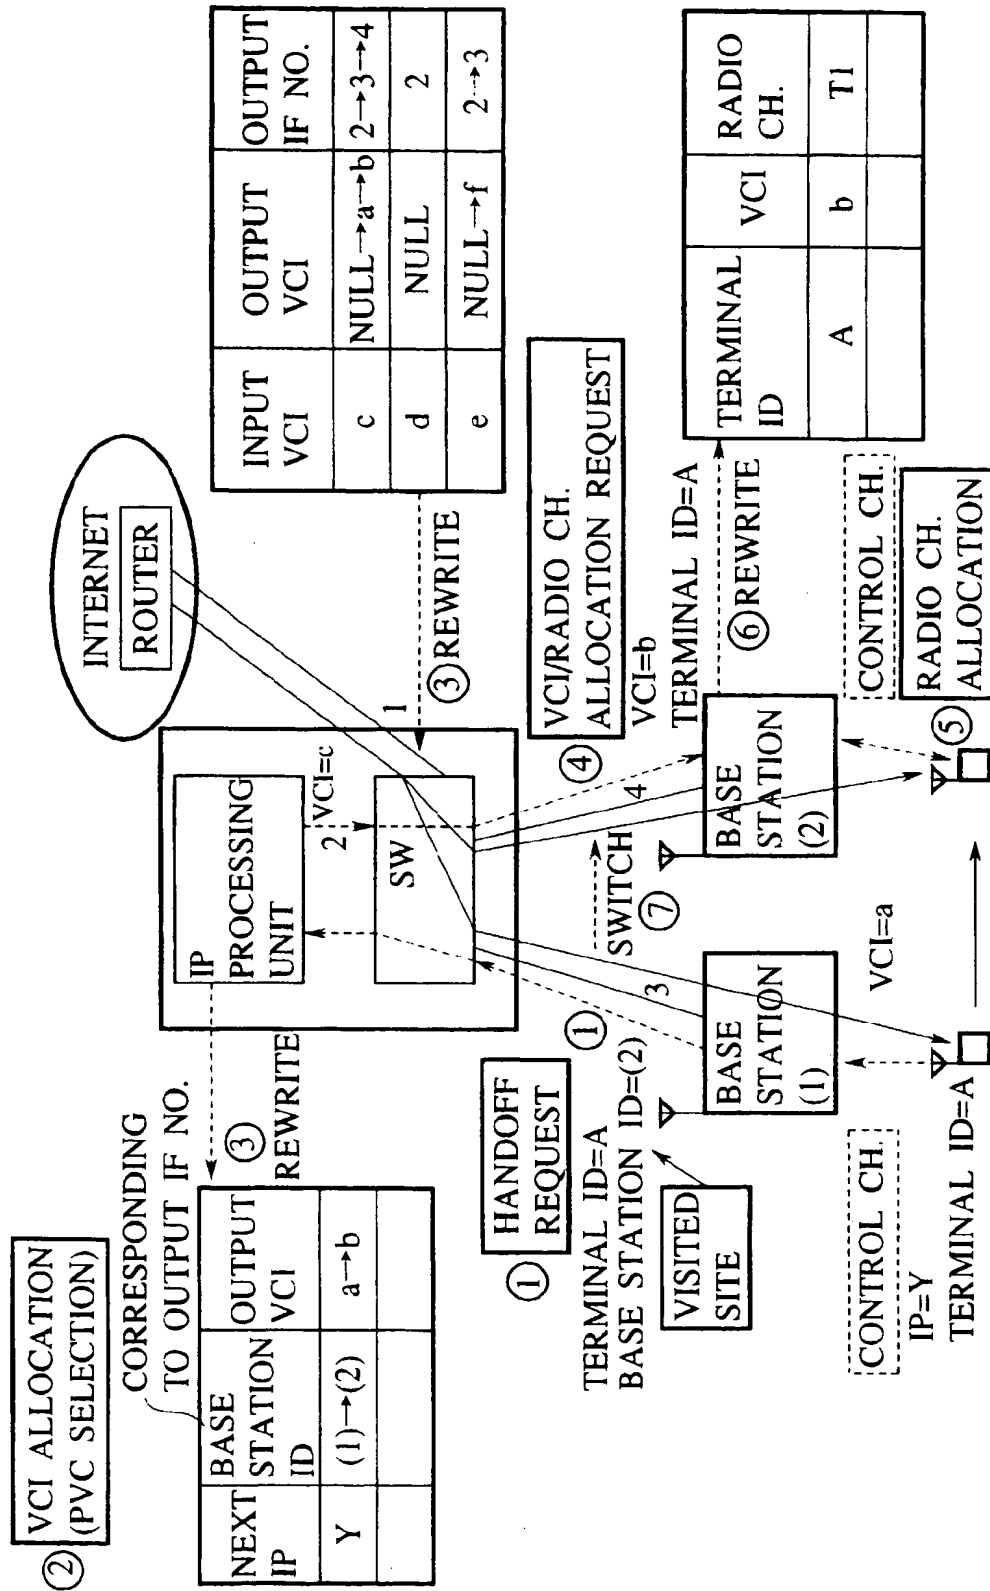 ② VCI ALLOCATION
(PVC SELECTION)
CORRESPONDING
TO OUTPUT IF NO.
NEXT
IP
BASE
STATION
ID
OUTPUT
VCI
Y
(1)→(2)
a→b
③
REWRITE
INTERNET
ROUTER
IP
PROCESSING
UNIT
VCI=c
2
SW
1
③ REWRITE
INPUT
VCI
OUTPUT
VCI
OUTPUT
IF NO.
c
NULL→a→b
2→3→4
d
NULL
2
e
NULL→f
2→3
① HANDOFF
REQUEST
①
TERMINAL ID=A
BASE STATION ID=(2)
VISITED
SITE
3
SWITCH
⑦
4
④
VCI/RADIO CH.
ALLOCATION REQUEST
VCI=b
TERMINAL ID=A
⑥ REWRITE
BASE
STATION
(1)
BASE
STATION
(2)
TERMINAL
ID
VCI
RADIO
CH.
A
b
T1
CONTROL CH.
IP=Y
TERMINAL ID=A
VCI=a
CONTROL CH.
⑤
RADIO CH.
ALLOCATION